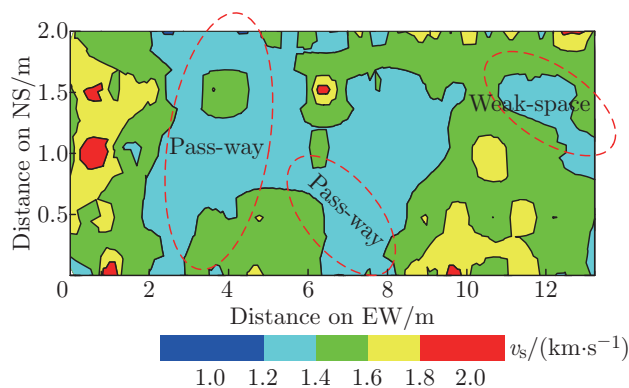 2.0
1.5
1.0
0.5
0 2 4 6 8 10 12
Distance on NS/m
Distance on EW/m
Pass-way
Pass-way
Weak-space
1.0 1.2 1.4 1.6 1.8 2.0
vs/(km·s−1)